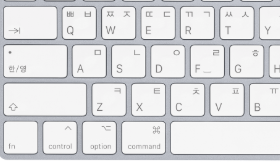 ㅃ ㅂ ㅉ ㅈ ㄸ ㄷ ㄲ ㄱ ㅆ ㅅ
⇥ Q W E R T Y
ㅁ ㄴ ㅇ ㄹ ㅎ
한/영 A S D F G H
ㅋ ㅌ ㅊ ㅍ ㅠ
⇧ Z X C V B
^ ⌥ ⌘
fn control option command